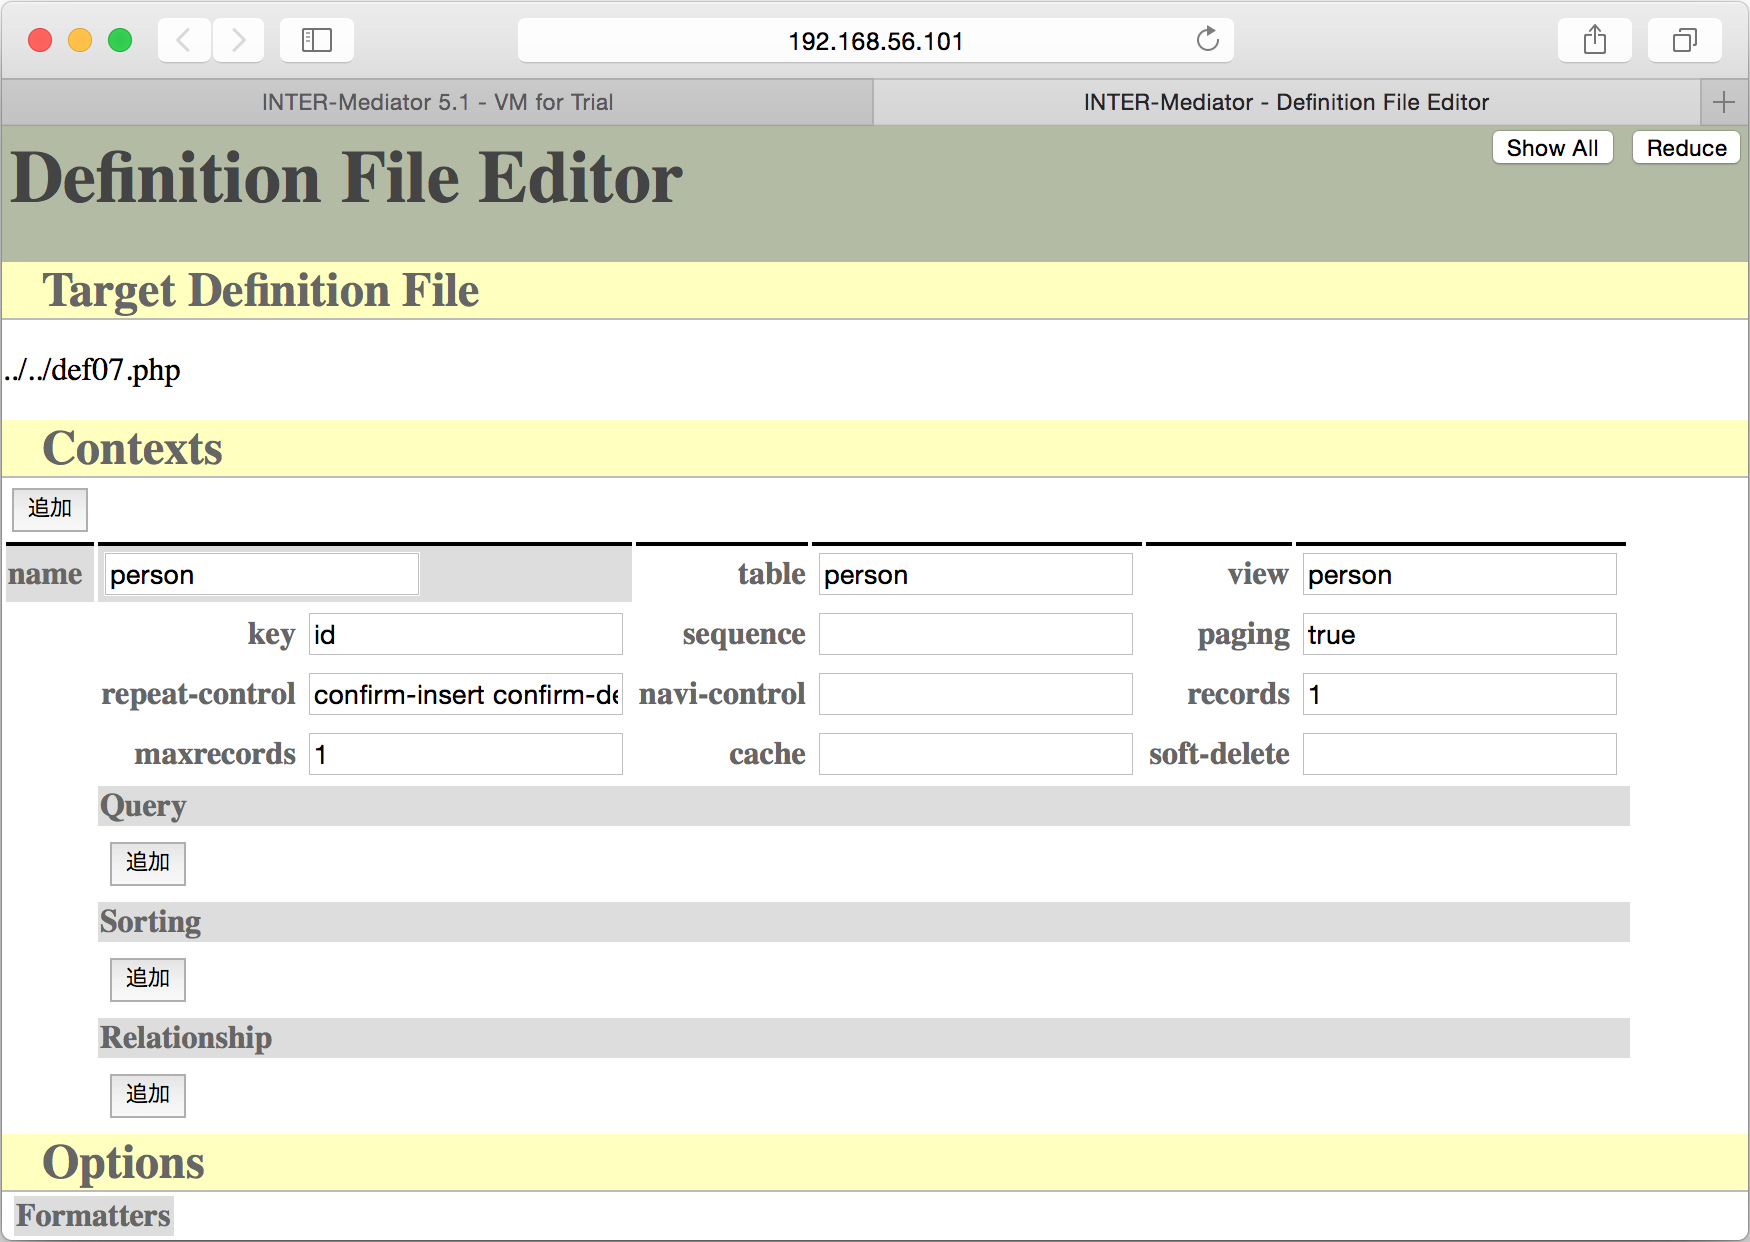 192.168.56.101
INTER-Mediator 5.1 - VM for Trial
INTER-Mediator - Definition File Editor
Show All Reduce
Definition File Editor
Target Definition File
../../def07.php
Contexts
追加
name person table person view person
key id sequence paging true
repeat-control confirm-insert confirm-de navi-control records 1
maxrecords 1 cache soft-delete
Query
追加
Sorting
追加
Relationship
追加
Options
Formatters